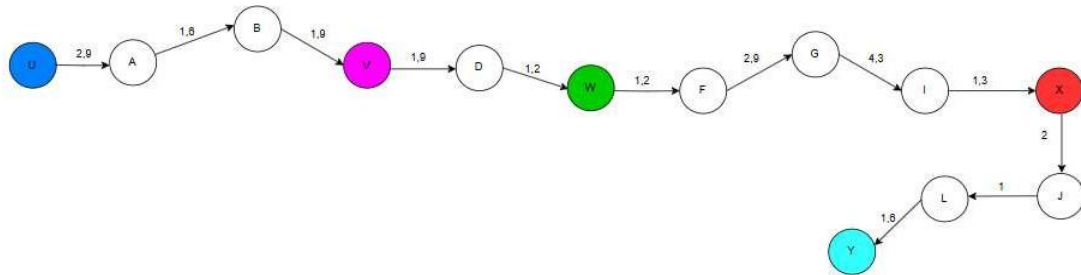 U 2,9 A 1,6 B 1,9 V 1,9 D 1,2 W 1,2 F 2,9 G 4,3 I 1,3 X
2
Y 1,6 L 1 J